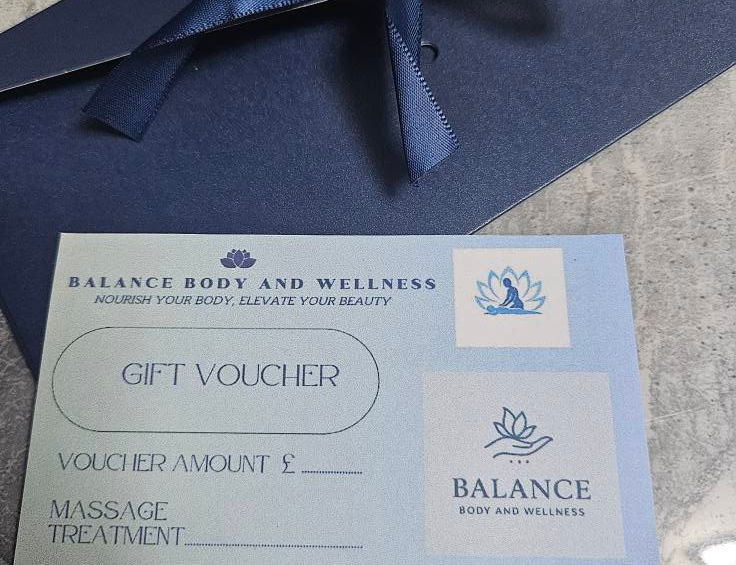 BALANCE BODY AND WELLNESS
NOURISH YOUR BODY, ELEVATE YOUR BEAUTY
GIFT VOUCHER
VOUCHER AMOUNT £
MASSAGE
TREATMENT
BALANCE
BODY AND WELLNESS